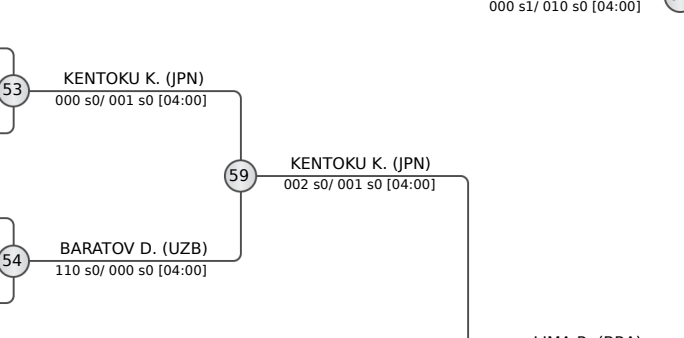 000 s1/ 010 s0 [04:00]
53
KENTOKU K. (JPN)
000 s0/ 001 s0 [04:00]
59
KENTOKU K. (JPN)
002 s0/ 001 s0 [04:00]
54
BARATOV D. (UZB)
110 s0/ 000 s0 [04:00]